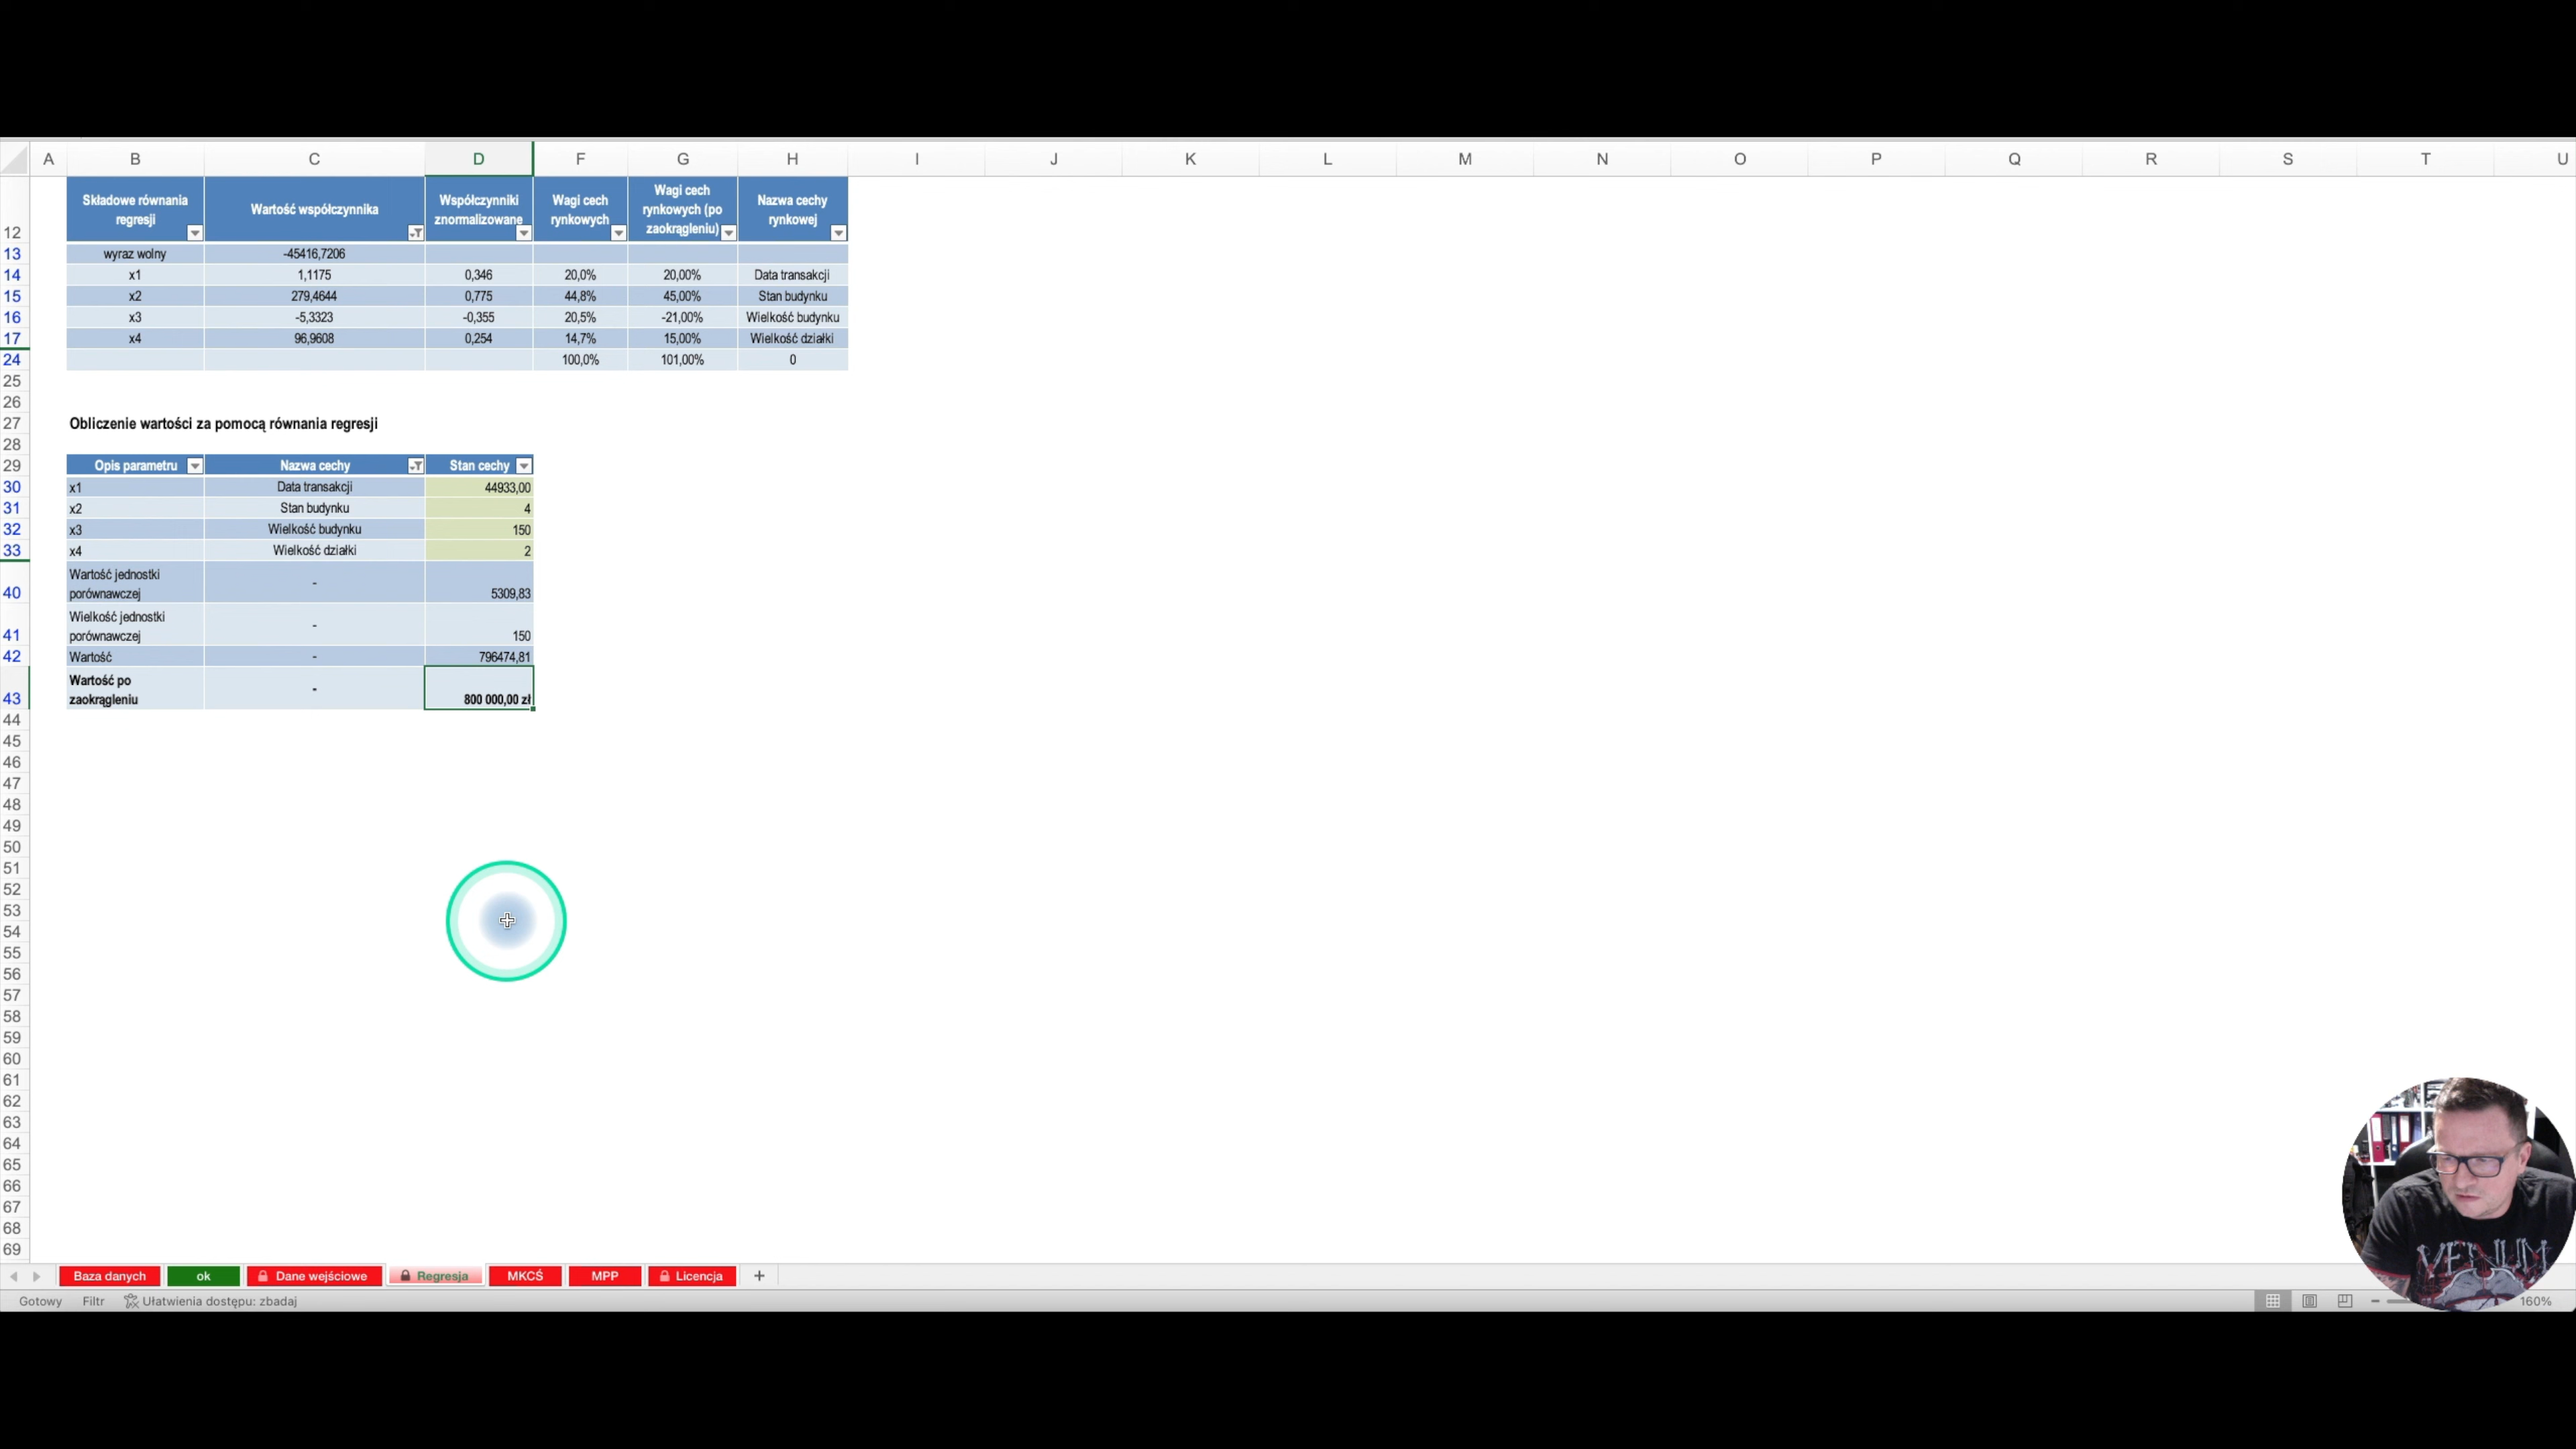 A B C D F G H I J K L M N O P Q R S T U
Składowe równania regresji Wartość współczynnika Współczynniki znormalizowane Wagi cech rynkowych Wagi cech rynkowych (po zaokrągleniu) Nazwa cechy rynkowej
12
13 wyraz wolny -45416,7206
14 x1 1,1175 0,346 20,0% 20,00% Data transakcji
15 x2 279,4644 0,775 44,8% 45,00% Stan budynku
16 x3 -5,3323 -0,355 20,5% -21,00% Wielkość budynku
17 x4 96,9608 0,254 14,7% 15,00% Wielkość działki
24 100,0% 101,00% 0
25
26
27 Obliczenie wartości za pomocą równania regresji
28
29 Opis parametru Nazwa cechy Stan cechy
30 x1 Data transakcji 44933,00
31 x2 Stan budynku 4
32 x3 Wielkość budynku 150
33 x4 Wielkość działki 2
Wartość jednostki
40 porównawczej - 5309,83
Wielkość jednostki
41 porównawczej - 150
42 Wartość - 796474,81
Wartość po
43 zaokrągleniu - 800 000,00 zł
44
45
46
47
48
49
50
51
52
53
54
55
56
57
58
59
60
61
62
63
64
65
66
67
68
69
Baza danych ok Dane wejściowe Regresja MKCŚ MPP Licencja +
Gotowy Filtr Ułatwienia dostępu: zbadaj 160%
VENUM